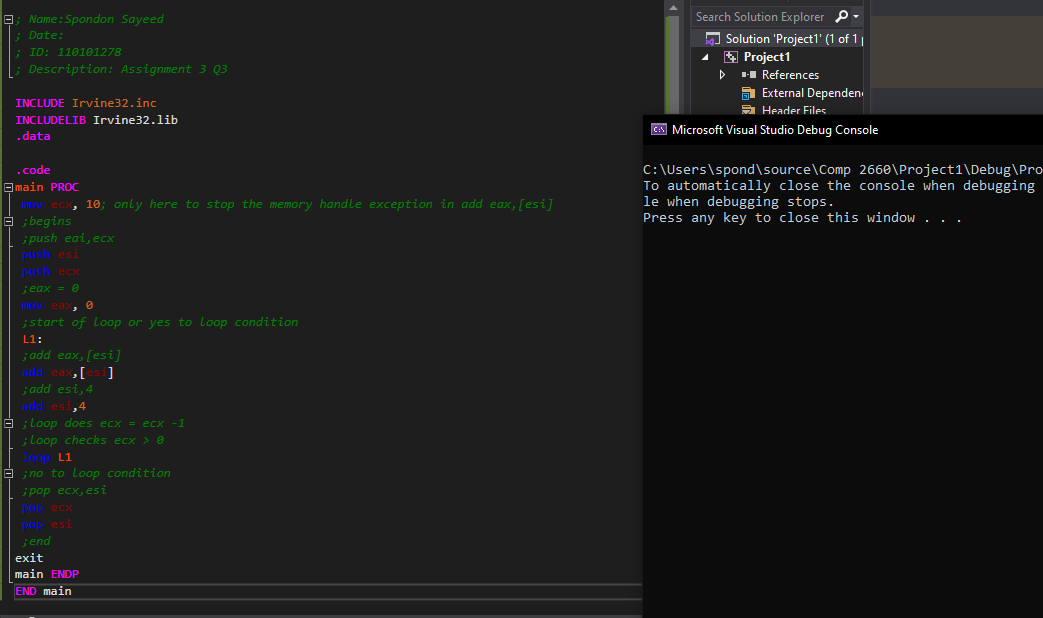 ; Name:Spondon Sayeed
; Date:
; ID: 110101278
; Description: Assignment 3 Q3
INCLUDE Irvine32.inc
INCLUDELIB Irvine32.lib
.data
.code
main PROC
mov ecx, 10; only here to stop the memory handle exception in add eax,[esi]
;begins
;push eai,ecx
push esi
push ecx
;eax = 0
mov eax, 0
;start of loop or yes to loop condition
L1:
;add eax,[esi]
add eax,[esi]
;add esi,4
add esi,4
;loop does ecx = ecx -1
;loop checks ecx > 0
loop L1
;no to loop condition
;pop ecx,esi
pop ecx
pop esi
;end
exit
main ENDP
END main
Search Solution Explorer
Solution 'Project1' (1 of 1 p
Project1
References
External Dependen
Header Files
Microsoft Visual Studio Debug Console
C:\Users\spond\source\Comp 2660\Project1\Debug\Pro
To automatically close the console when debugging
le when debugging stops.
Press any key to close this window . . .